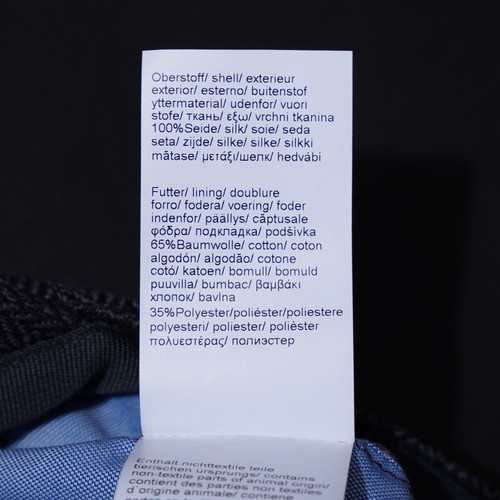 Oberstoff/ shell/ exterieur
exterior/ esterno/ buitenstof
yttermaterial/ udenfor/ vuori
stofe/ ткань/ εξω/ vrchni tkanina
100%Seide/ silk/ soie/ seda
seta/ zijde/ silke/ silke/ silkki
mătase/ μετάξι/шелк/ hedvábí
Futter/ lining/ doublure
forro/ fodera/ voering/ foder
indenfor/ päällys/ căptusale
φόδρα/ подкладка/ podšívka
65%Baumwolle/ cotton/ coton
algodón/ algodão/ cotone
cotó/ katoen/ bomull/ bomuld
puuvilla/ bumbac/ βαμβάκι
хлопок/ bavlna
35%Polyester/poliéster/poliestere
polyesteri/ poliester/ poliéster
πολυεστέρας/ полиэстер
Enthält nichttextile teile
tierischen ursprungs/ contains
non-textile parts of animal origin/
contient des parties non textiles
d'origine animale/ contiene